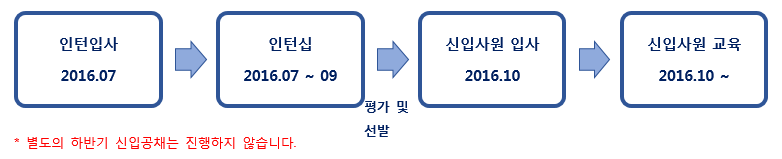 인턴입사
2016.07
인턴십
2016.07 ~ 09
평가 및
선발
신입사원 입사
2016.10
신입사원 교육
2016.10 ~
* 별도의 하반기 신입공채는 진행하지 않습니다.